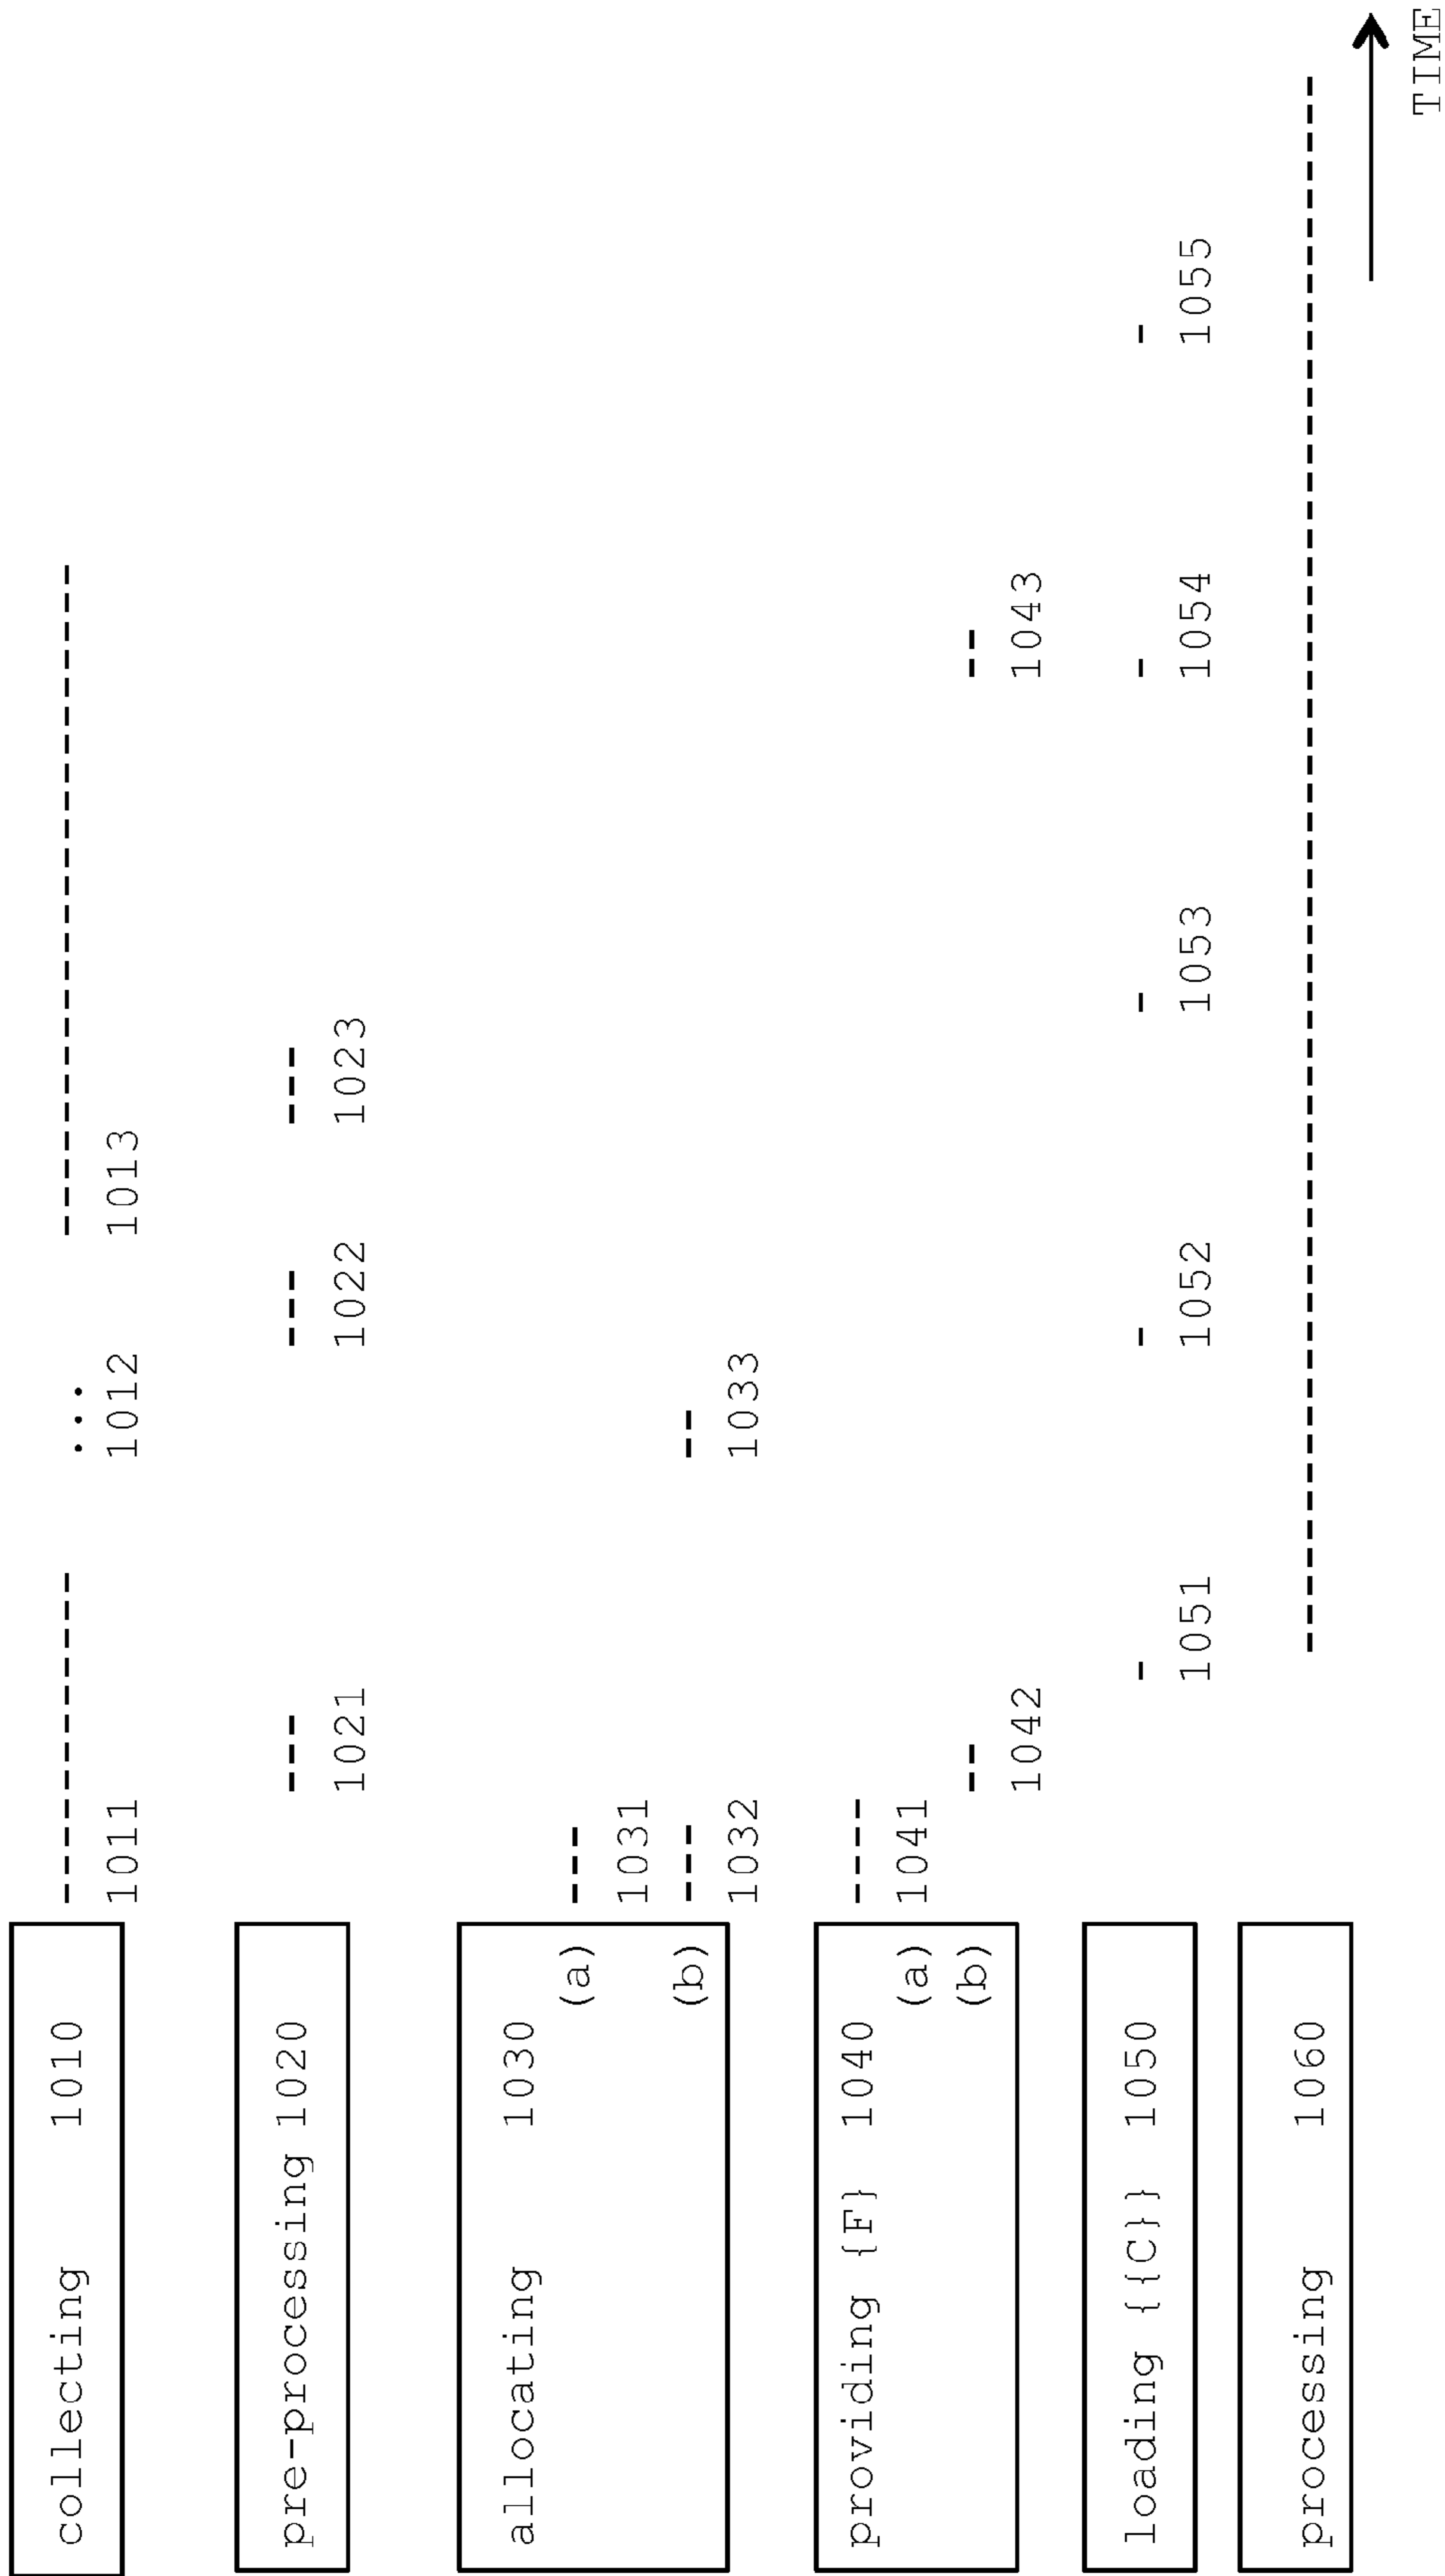 collecting 1010
1011 1012 1013
pre-processing 1020
1021 1022 1023
allocating 1030
(a)
1031
(b)
1032 1033
providing {F} 1040
(a)
1041
(b)
1042 1043
loading {{C}} 1050
1051 1052 1053 1054 1055
processing 1060
TIME